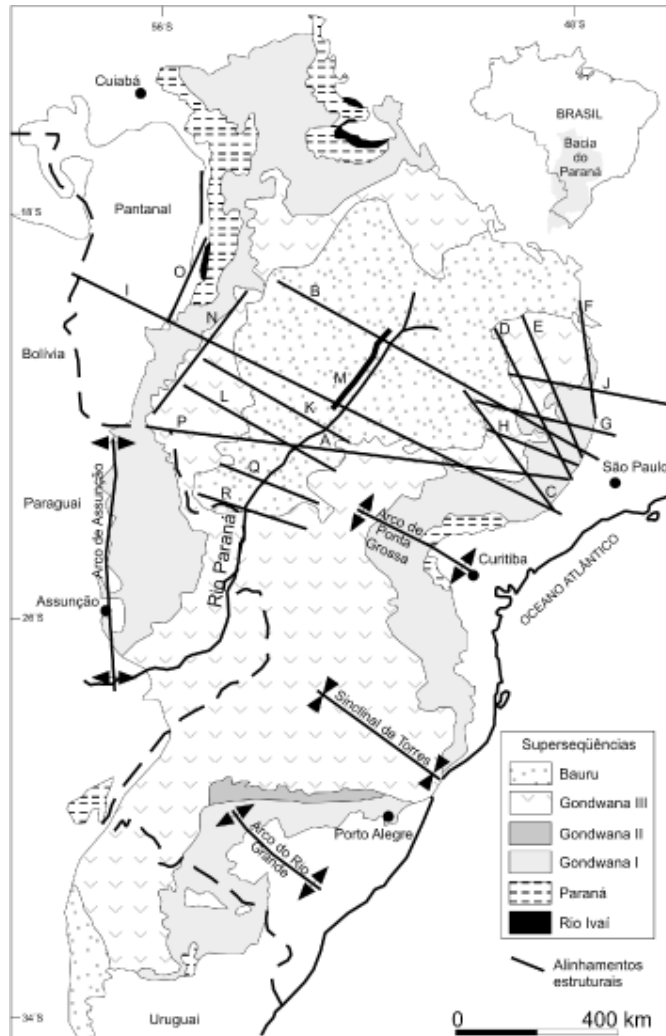 56°S
48°S
Cuiabá
BRASIL
Bacia
do
Paraná
18°S
Pantanal
O
I
B
N
F
D
E
Bolívia
M
J
L
K
P
A
G
H
Q
São Paulo
R
C
Paraguai
Arco de Assunção
Rio Paraná
Arco de
Ponta
Grossa
Curitiba
OCEANO ATLÂNTICO
Assunção
26°S
Sinclinal de Torres
Superseqüências
Bauru
Gondwana III
Gondwana II
Gondwana I
Paraná
Rio Ivaí
Arco do Rio
Grande
Porto Alegre
Alinhamentos
estruturais
34°S
Uruguai
0
400 km